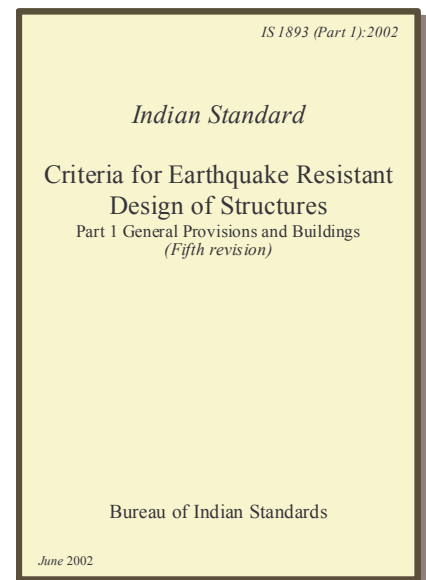 IS 1893 (Part 1):2002
Indian Standard
Criteria for Earthquake Resistant
Design of Structures
Part 1 General Provisions and Buildings
(Fifth revision)
Bureau of Indian Standards
June 2002